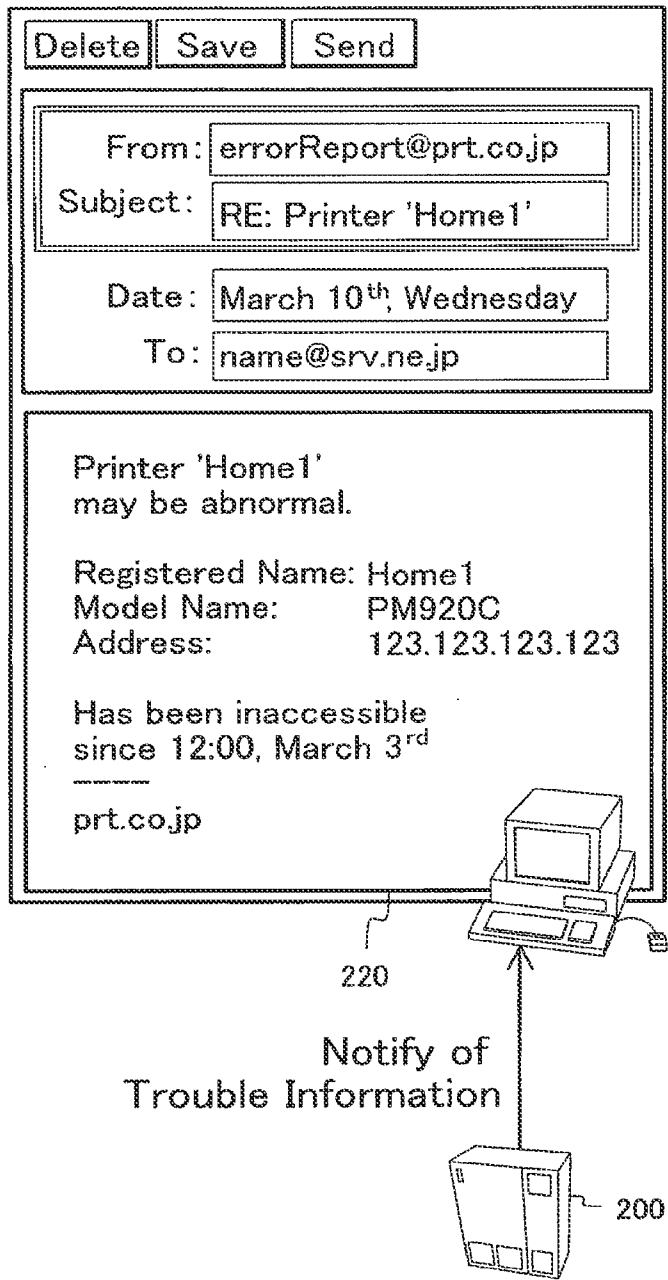 Delete Save Send
From: errorReport@prt.co.jp
Subject: RE: Printer 'Home1'
Date: March 10th, Wednesday
To: name@srv.ne.jp
Printer 'Home1'
may be abnormal.
Registered Name: Home1
Model Name: PM920C
Address: 123.123.123.123
Has been inaccessible
since 12:00, March 3rd
-----
prt.co.jp
220
Notify of
Trouble Information
200